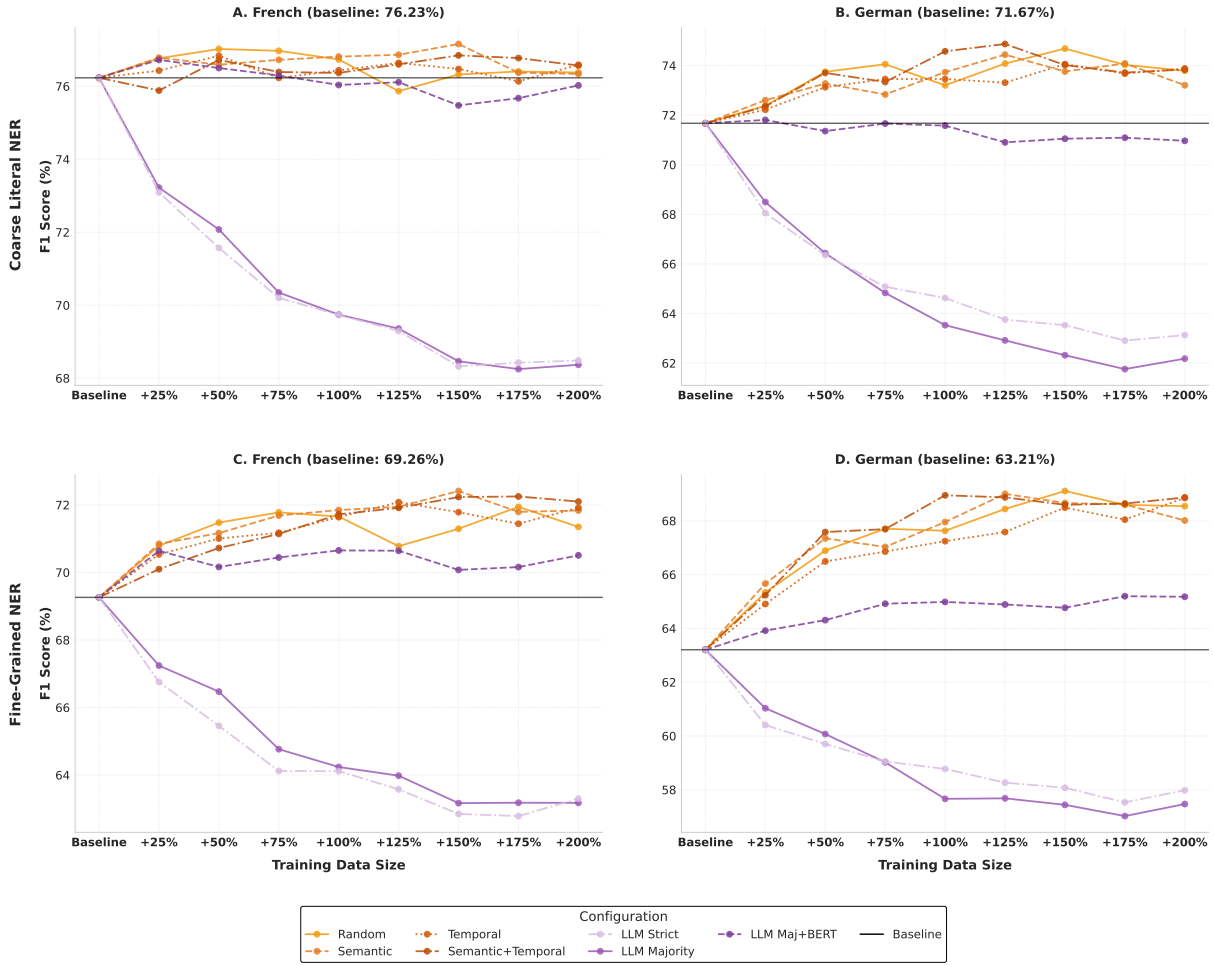 A. French (baseline: 76.23%)
B. German (baseline: 71.67%)
Coarse Literal NER
F1 Score (%)
76
74
72
70
68
74
72
70
68
66
64
62
Baseline +25% +50% +75% +100% +125% +150% +175% +200%
Baseline +25% +50% +75% +100% +125% +150% +175% +200%
C. French (baseline: 69.26%)
D. German (baseline: 63.21%)
Fine-Grained NER
F1 Score (%)
72
70
68
66
64
68
66
64
62
60
58
Baseline +25% +50% +75% +100% +125% +150% +175% +200%
Baseline +25% +50% +75% +100% +125% +150% +175% +200%
Training Data Size
Training Data Size
Configuration
Random Temporal LLM Strict LLM Maj+BERT Baseline
Semantic Semantic+Temporal LLM Majority